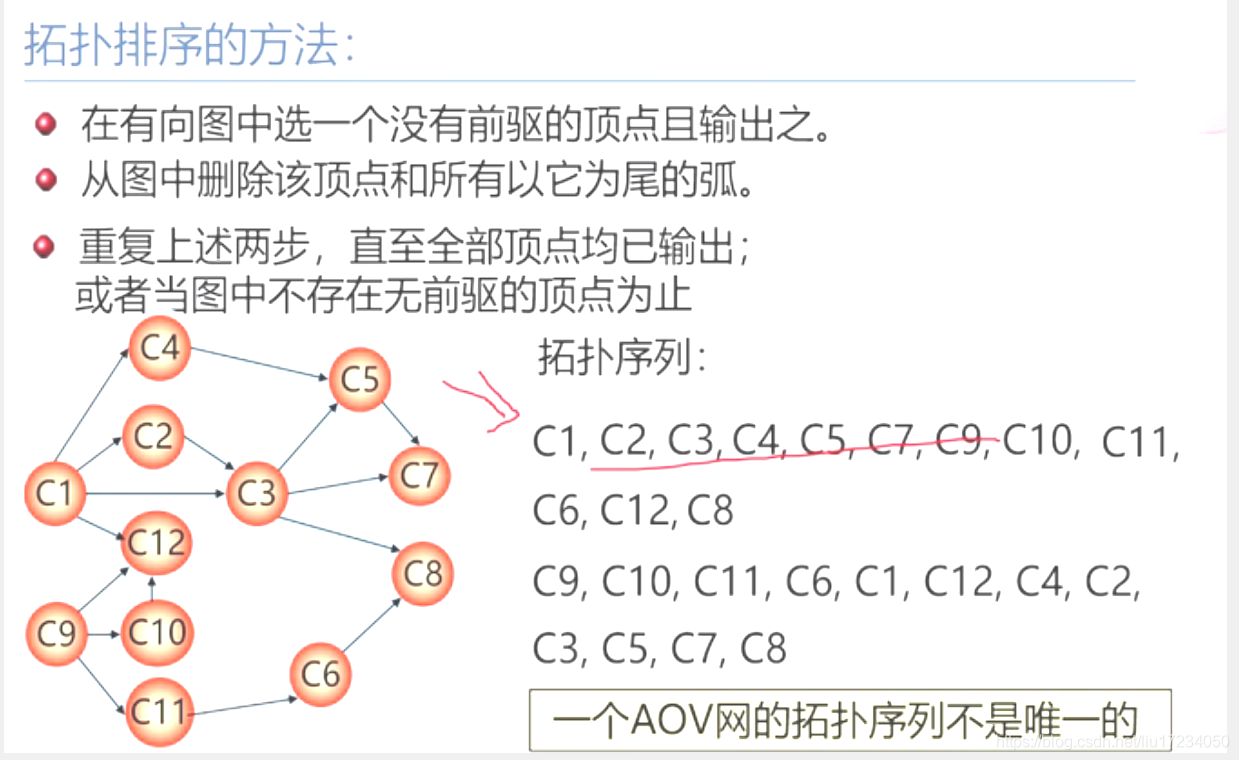 拓扑排序的方法：
在有向图中选一个没有前驱的顶点且输出之。
从图中删除该顶点和所有以它为尾的弧。
重复上述两步，直至全部顶点均已输出；
或者当图中不存在无前驱的顶点为止
C4
C5
C2
C7
C1
C3
C12
C8
C9
C10
C6
C11
拓扑序列：
C1, C2, C3, C4, C5, C7, C9, C10, C11,
C6, C12, C8
C9, C10, C11, C6, C1, C12, C4, C2,
C3, C5, C7, C8
一个AOV网的拓扑序列不是唯一的
https://blog.csdn.net/liu17234050